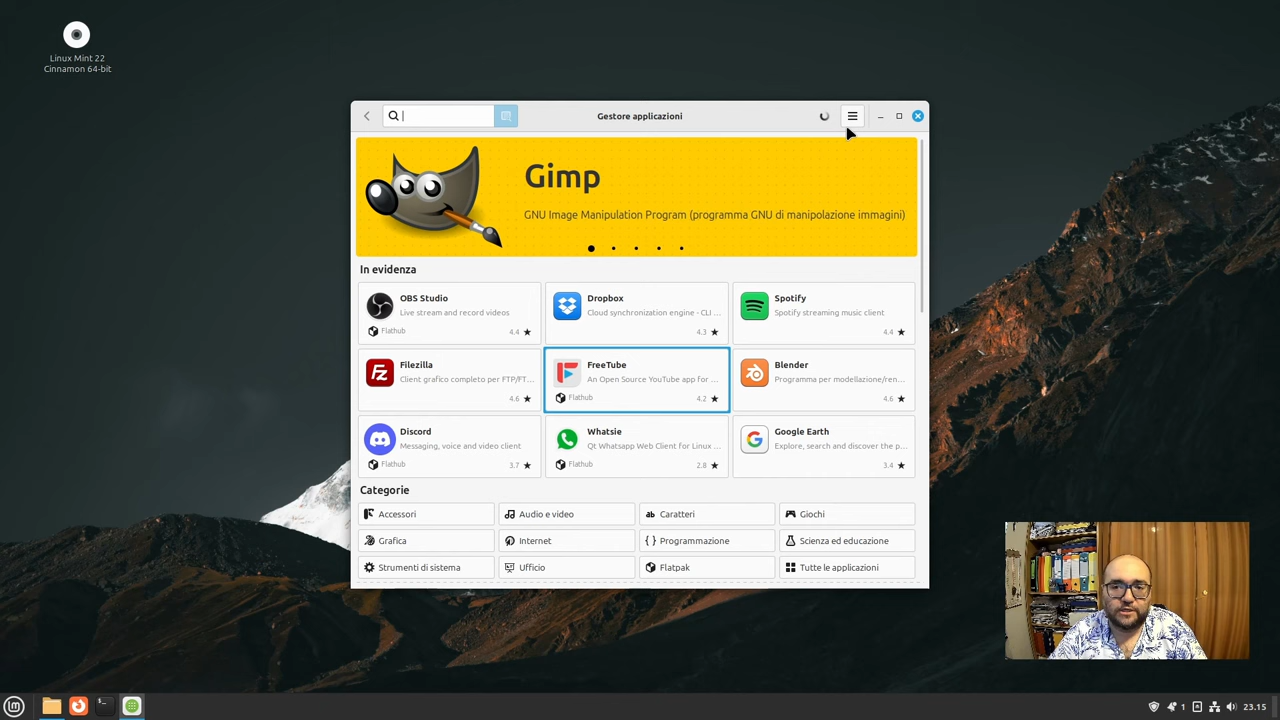 Linux Mint 22
Cinnamon 64-bit
Gestore applicazioni
Gimp
GNU Image Manipulation Program (programma GNU di manipolazione immagini)
In evidenza
OBS Studio
Live stream and record videos
Flathub
4.4 ★
Dropbox
Cloud synchronization engine - CLI ...
4.3 ★
Spotify
Spotify streaming music client
4.4 ★
Filezilla
Client grafico completo per FTP/FT...
4.6 ★
FreeTube
An Open Source YouTube app for ...
Flathub
4.2 ★
Blender
Programma per modellazione/ren...
4.6 ★
Discord
Messaging, voice and video client
Flathub
3.7 ★
Whatsie
Qt Whatsapp Web Client for Linux ...
Flathub
2.8 ★
Google Earth
Explore, search and discover the p...
3.4 ★
Categorie
Accessori
Audio e video
Caratteri
Giochi
Grafica
Internet
Programmazione
Scienza ed educazione
Strumenti di sistema
Ufficio
Flatpak
Tutte le applicazioni
1
23.15